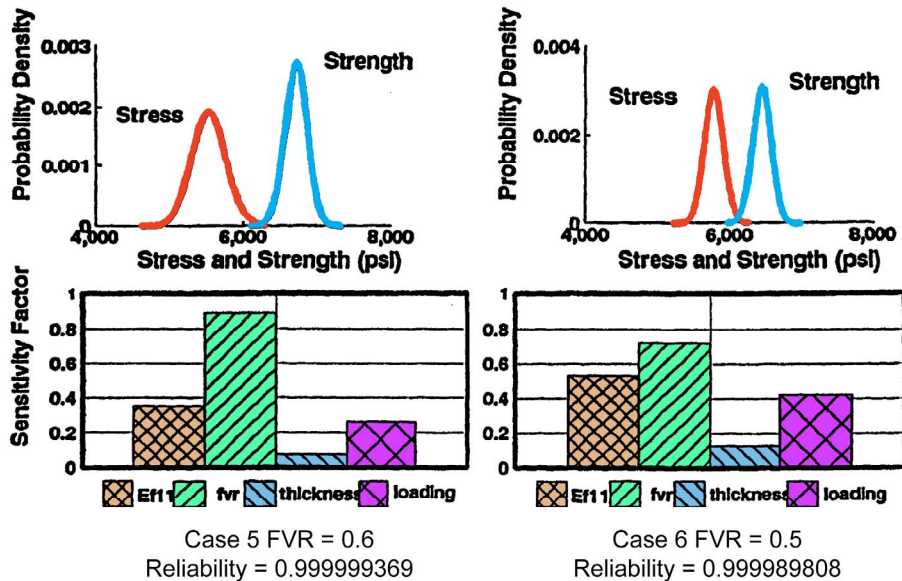 Probability Density
0.003
0.002
0.001
0
4,000
6,000
8,000
Stress
Strength
Stress and Strength (psi)
Probability Density
0.004
0.002
0
4,000
6,000
8,000
Stress
Strength
Stress and Strength (psi)
Sensitivity Factor
1
0.8
0.6
0.4
0.2
0
Ef11 fvr thickness loading
1
0.8
0.6
0.4
0.2
0
Ef11 fvr thickness loading
Case 5 FVR = 0.6
Reliability = 0.999999369
Case 6 FVR = 0.5
Reliability = 0.999989808